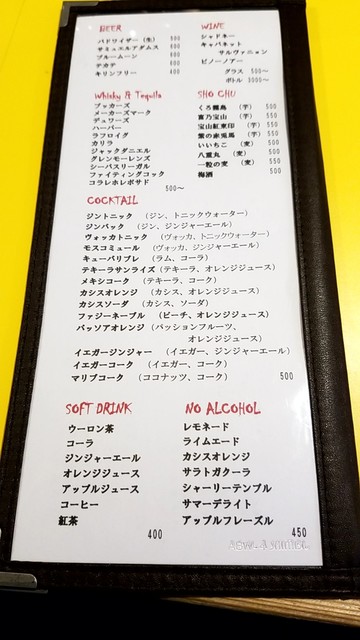 BEER
バドワイザー（生） 500
サミュエルアダムス 600
ブルームーン 600
テカテ 600
キリンフリー 400
WINE
シャドネー
キャバネット
サルヴァニョン
ピノーノアー
グラス 500〜
ボトル 3000〜
Whisky & Tequila
ブッカーズ
メーカーズマーク
デュワーズ
ハーパー
ラフロイグ
カリラ
ジャックダニエル
グレンモーレンズ
シーバスリーガル
ファイティングコック
コラレホレポサド
500〜
SHO CHU
くろ霧島 （芋） 500
富乃宝山 （芋） 500
宝山紅東印 （芋） 500
紫の赤兎馬 （芋） 500
いいちこ （麦） 500
八重丸 （麦） 500
一粒の麦 （麦） 500
梅酒 500
COCKTAIL
ジントニック （ジン、トニックウォーター）
ジンバック （ジン、ジンジャーエール）
ヴォッカトニック （ヴォッカ、トニックウォーター）
モスコミュール （ヴォッカ、ジンジャーエール）
キューバリブレ （ラム、コーラ）
テキーラサンライズ（テキーラ、オレンジジュース）
メキシコーク （テキーラ、コーク）
カシスオレンジ （カシス、オレンジジュース）
カシスソーダ （カシス、ソーダ）
ファジーネーブル （ピーチ、オレンジジュース）
パッソアオレンジ（パッションフルーツ、
オレンジジュース）
イエガージンジャー （イエガー、ジンジャーエール）
イエガーコーク （イエガー、コーク）
マリブコーク （ココナッツ、コーク） 500
SOFT DRINK
ウーロン茶
コーラ
ジンジャーエール
オレンジジュース
アップルジュース
コーヒー
紅茶
400
NO ALCOHOL
レモネード
ライムエード
カシスオレンジ
サラトガクーラ
シャーリーテンプル
サマーデライト
アップルフレーズル
450